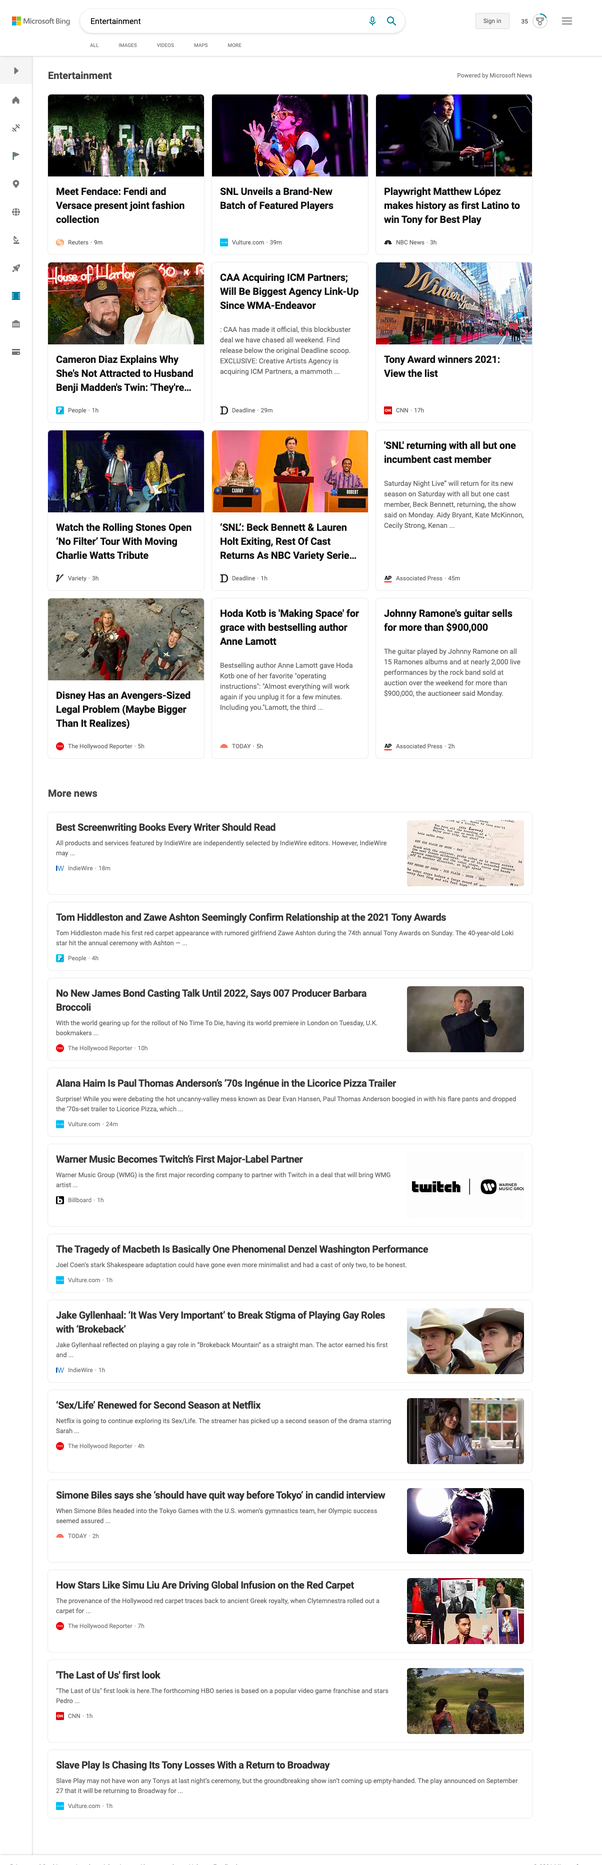 Microsoft Bing
Entertainment
Sign in
35
ALL IMAGES VIDEOS MAPS MORE
Entertainment
Powered by Microsoft News
Meet Fendace: Fendi and
Versace present joint fashion
collection
Reuters · 9m
SNL Unveils a Brand-New
Batch of Featured Players
Vulture.com · 39m
Playwright Matthew López
makes history as first Latino to
win Tony for Best Play
NBC News · 3h
Cameron Diaz Explains Why
She's Not Attracted to Husband
Benji Madden's Twin: 'They're...
People · 1h
CAA Acquiring ICM Partners;
Will Be Biggest Agency Link-Up
Since WMA-Endeavor
: CAA has made it official, this blockbuster
deal we have chased all weekend. Find
release below the original Deadline scoop.
EXCLUSIVE: Creative Artists Agency is
acquiring ICM Partners, a mammoth ...
Deadline · 29m
Tony Award winners 2021:
View the list
CNN · 17h
Watch the Rolling Stones Open
'No Filter' Tour With Moving
Charlie Watts Tribute
Variety · 3h
CAMMY
ROBERT
'SNL': Beck Bennett & Lauren
Holt Exiting, Rest Of Cast
Returns As NBC Variety Serie...
Deadline · 1h
'SNL' returning with all but one
incumbent cast member
Saturday Night Live" will return for its new
season on Saturday with all but one cast
member, Beck Bennett, returning, the show
said on Monday. Aidy Bryant, Kate McKinnon,
Cecily Strong, Kenan ...
AP Associated Press · 45m
Disney Has an Avengers-Sized
Legal Problem (Maybe Bigger
Than It Realizes)
The Hollywood Reporter · 5h
Hoda Kotb is 'Making Space' for
grace with bestselling author
Anne Lamott
Bestselling author Anne Lamott gave Hoda
Kotb one of her favorite "operating
instructions": "Almost everything will work
again if you unplug it for a few minutes.
Including you."Lamott, the third ...
TODAY · 5h
Johnny Ramone's guitar sells
for more than $900,000
The guitar played by Johnny Ramone on all
15 Ramones albums and at nearly 2,000 live
performances by the rock band sold at
auction over the weekend for more than
$900,000, the auctioneer said Monday.
AP Associated Press · 2h
More news
Best Screenwriting Books Every Writer Should Read
All products and services featured by IndieWire are independently selected by IndieWire editors. However, IndieWire
may ...
IW IndieWire · 18m
Tom Hiddleston and Zawe Ashton Seemingly Confirm Relationship at the 2021 Tony Awards
Tom Hiddleston made his first red carpet appearance with rumored girlfriend Zawe Ashton during the 74th annual Tony Awards on Sunday. The 40-year-old Loki
star hit the annual ceremony with Ashton — ...
People · 4h
No New James Bond Casting Talk Until 2022, Says 007 Producer Barbara
Broccoli
With the world gearing up for the rollout of No Time To Die, having its world premiere in London on Tuesday, U.K.
bookmakers ...
The Hollywood Reporter · 10h
Alana Haim Is Paul Thomas Anderson's '70s Ingénue in the Licorice Pizza Trailer
Surprise! While you were debating the hot uncanny-valley mess known as Dear Evan Hansen, Paul Thomas Anderson boogied in with his flare pants and dropped
the '70s-set trailer to Licorice Pizza, which ...
Vulture.com · 24m
Warner Music Becomes Twitch's First Major-Label Partner
Warner Music Group (WMG) is the first major recording company to partner with Twitch in a deal that will bring WMG
artist ...
Billboard · 1h
twitch
WARNER
MUSIC GROU
The Tragedy of Macbeth Is Basically One Phenomenal Denzel Washington Performance
Joel Coen's stark Shakespeare adaptation could have gone even more minimalist and had a cast of only two, to be honest.
Vulture.com · 1h
Jake Gyllenhaal: 'It Was Very Important' to Break Stigma of Playing Gay Roles
with 'Brokeback'
Jake Gyllenhaal reflected on playing a gay role in "Brokeback Mountain" as a straight man. The actor earned his first
and ...
IW IndieWire · 1h
'Sex/Life' Renewed for Second Season at Netflix
Netflix is going to continue exploring its Sex/Life. The streamer has picked up a second season of the drama starring
Sarah ...
The Hollywood Reporter · 4h
Simone Biles says she 'should have quit way before Tokyo' in candid interview
When Simone Biles headed into the Tokyo Games with the U.S. women's gymnastics team, her Olympic success
seemed assured ...
TODAY · 2h
How Stars Like Simu Liu Are Driving Global Infusion on the Red Carpet
The provenance of the Hollywood red carpet traces back to ancient Greek royalty, when Clytemnestra rolled out a
carpet for ...
The Hollywood Reporter · 7h
'The Last of Us' first look
"The Last of Us" first look is here.The forthcoming HBO series is based on a popular video game franchise and stars
Pedro ...
CNN · 1h
Slave Play Is Chasing Its Tony Losses With a Return to Broadway
Slave Play may not have won any Tonys at last night's ceremony, but the groundbreaking show isn't coming up empty-handed. The play announced on September
27 that it will be returning to Broadway for ...
Vulture.com · 1h